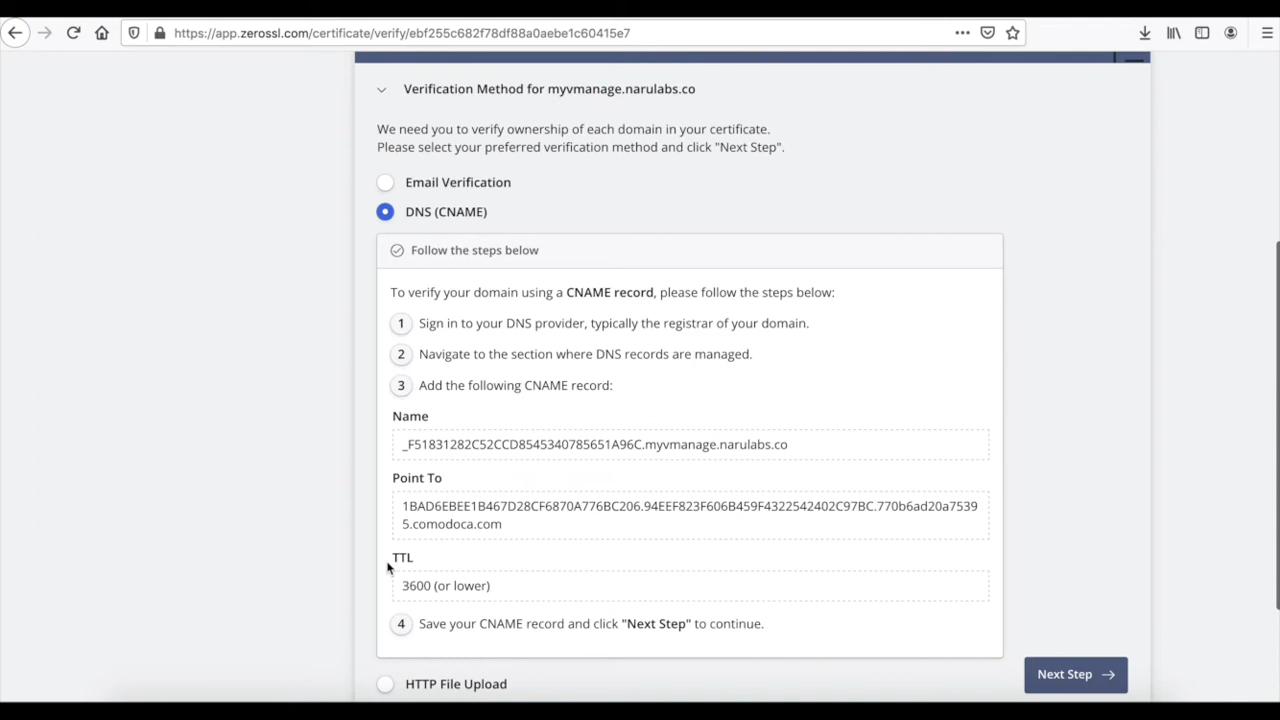 https://app.zerossl.com/certificate/verify/ebf255c682f78df88a0aebe1c60415e7
Verification Method for myvmanage.narulabs.co
We need you to verify ownership of each domain in your certificate.
Please select your preferred verification method and click "Next Step".
Email Verification
DNS (CNAME)
Follow the steps below
To verify your domain using a CNAME record, please follow the steps below:
1 Sign in to your DNS provider, typically the registrar of your domain.
2 Navigate to the section where DNS records are managed.
3 Add the following CNAME record:
Name
_F51831282C52CCD8545340785651A96C.myvmanage.narulabs.co
Point To
1BAD6EBEE1B467D28CF6870A776BC206.94EEF823F606B459F4322542402C97BC.770b6ad20a7539
5.comodoca.com
TTL
3600 (or lower)
4 Save your CNAME record and click "Next Step" to continue.
Next Step
HTTP File Upload